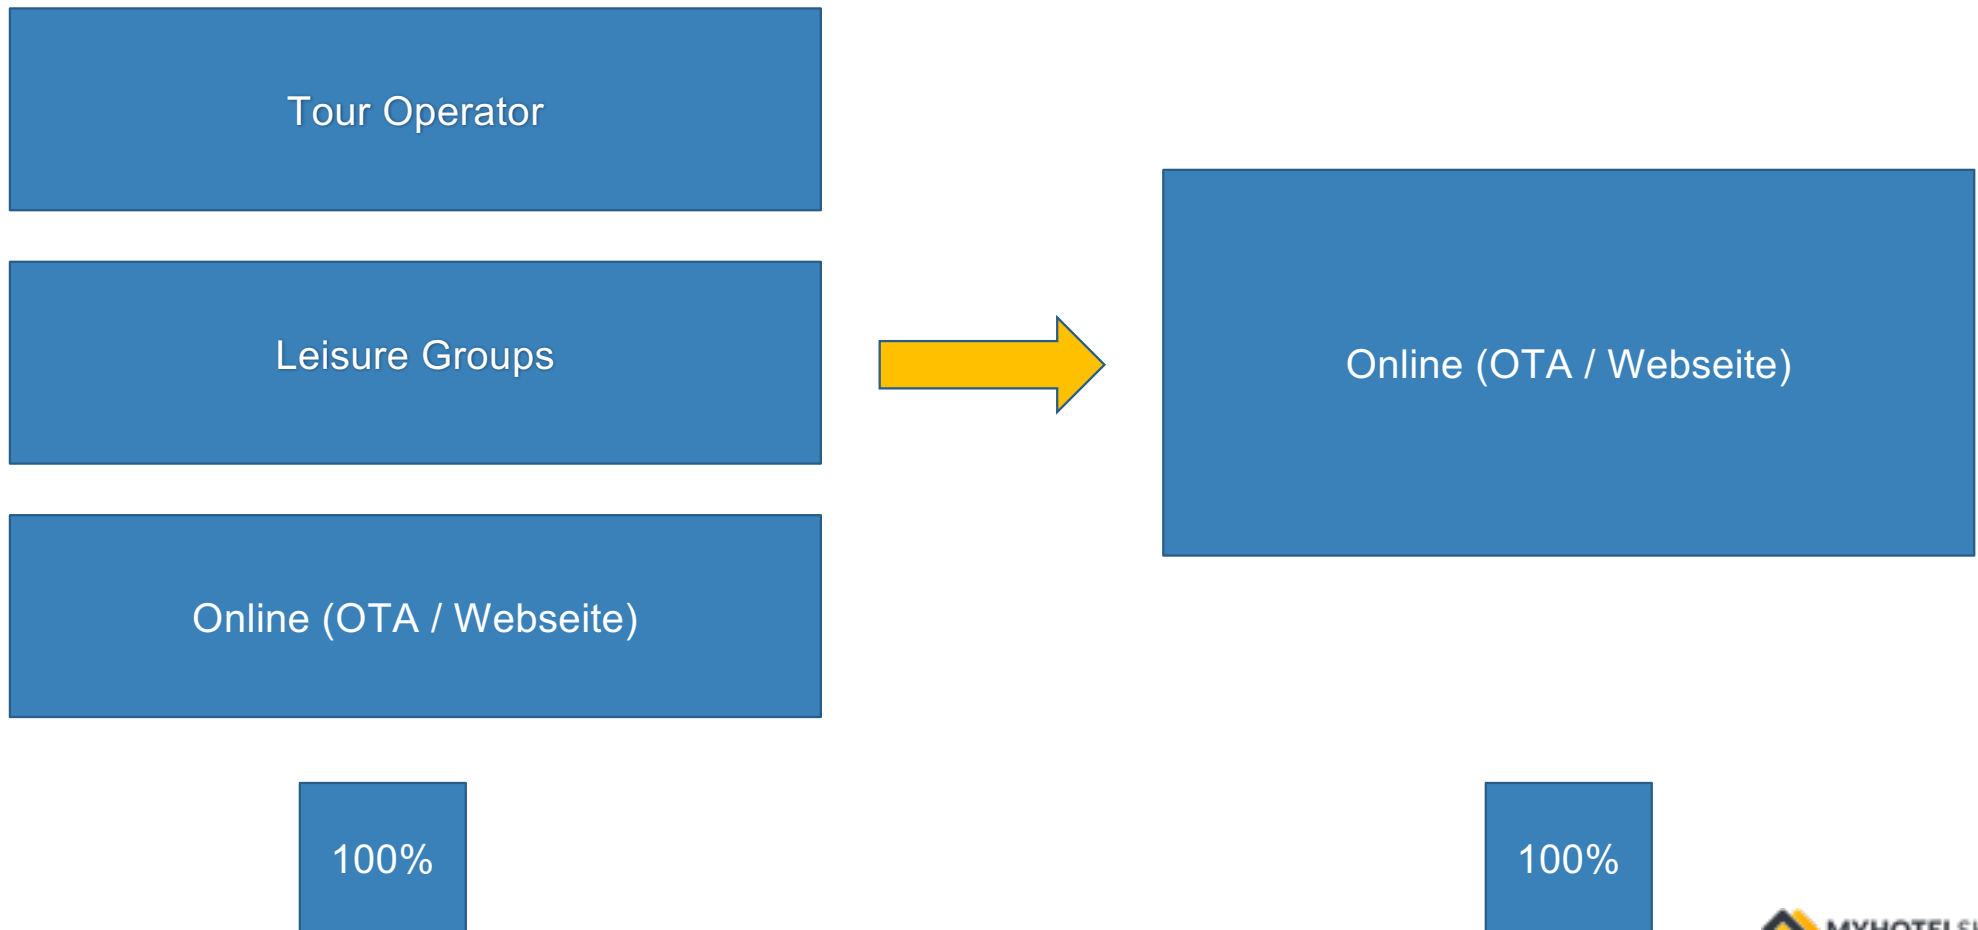 Tour Operator
Leisure Groups
Online (OTA / Webseite)
Online (OTA / Webseite)
100%
100%